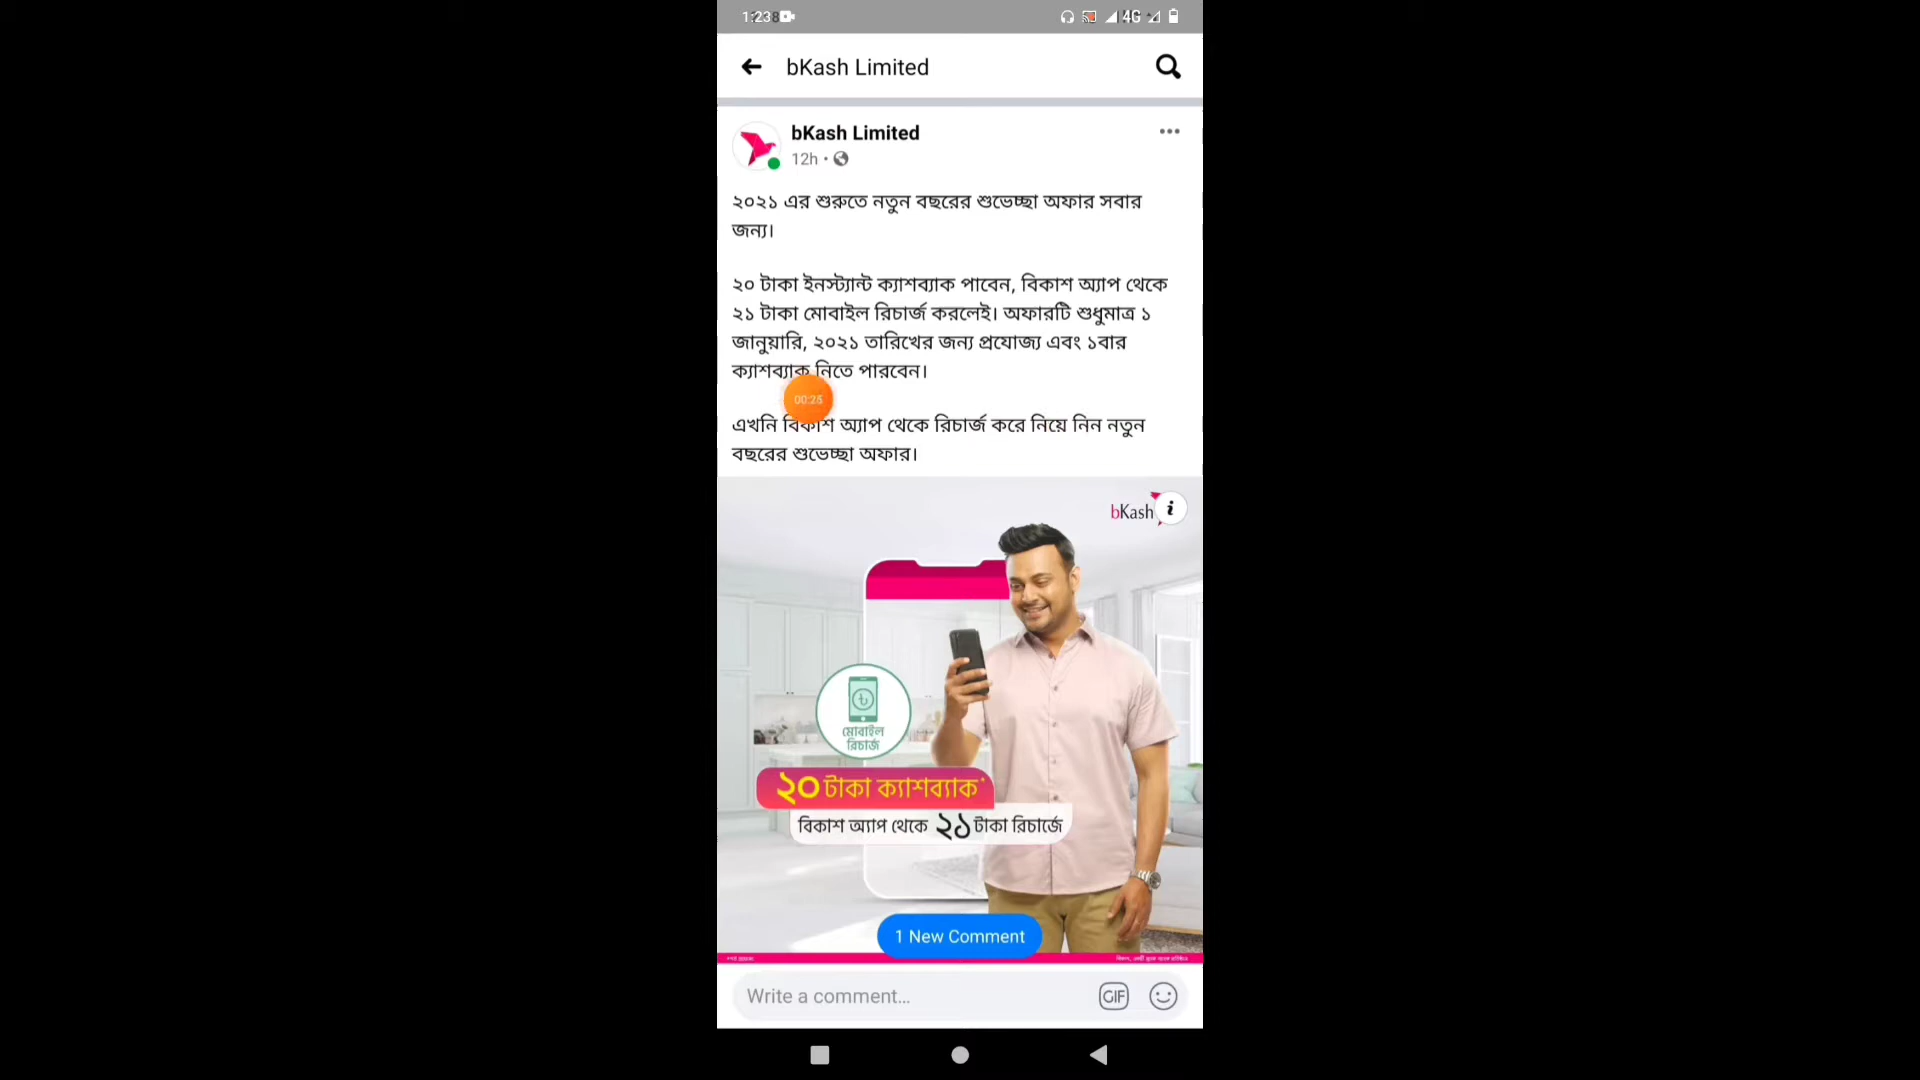 1:23
4G
bKash Limited
bKash Limited
12h
২০২১ এর শুরুতে নতুন বছরের শুভেচ্ছা অফার সবার
জন্য।
২০ টাকা ইনস্ট্যান্ট ক্যাশব্যাক পাবেন, বিকাশ অ্যাপ থেকে
২১ টাকা মোবাইল রিচার্জ করলেই। অফারটি শুধুমাত্র ১
জানুয়ারি, ২০২১ তারিখের জন্য প্রযোজ্য এবং ১বার
ক্যাশব্যাক নিতে পারবেন।
এখনি বিকাশ অ্যাপ থেকে রিচার্জ করে নিয়ে নিন নতুন
বছরের শুভেচ্ছা অফার।
bKash
মোবাইল
রিচার্জ
২০ টাকা ক্যাশব্যাক*
বিকাশ অ্যাপ থেকে ২১ টাকা রিচার্জে
1 New Comment
Write a comment...
GIF